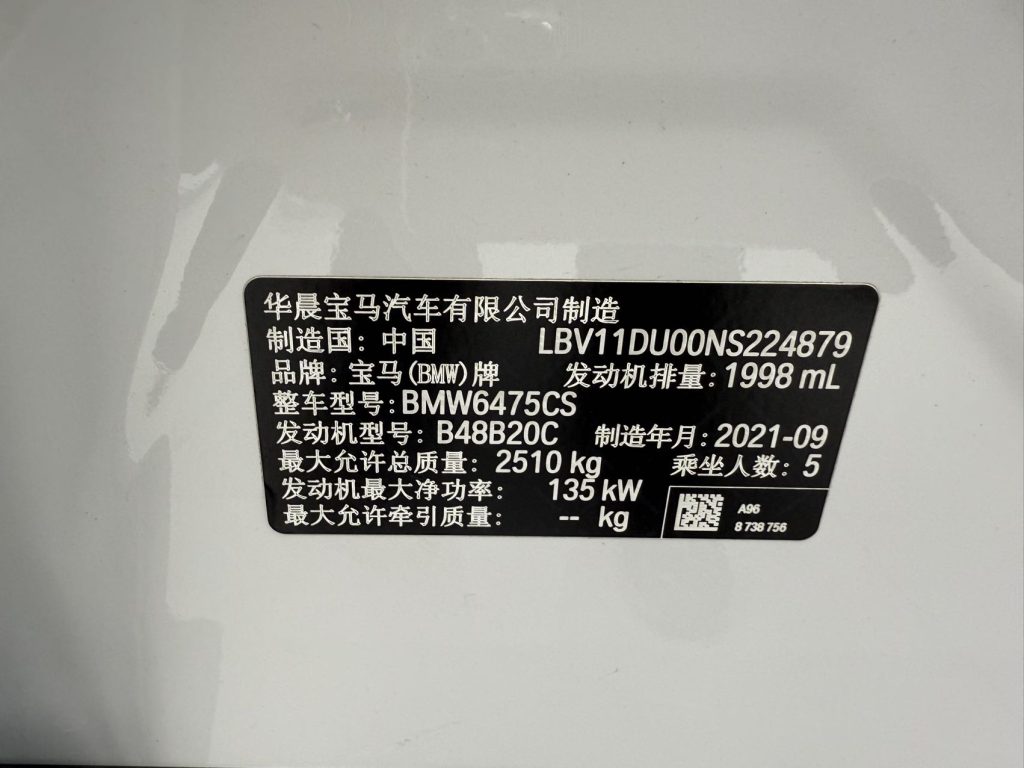 华晨宝马汽车有限公司制造
制造国: 中国 LBV11DU00NS224879
品牌: 宝马(BMW)牌 发动机排量: 1998 mL
整车型号: BMW6475CS
发动机型号: B48B20C 制造年月: 2021-09
最大允许总质量: 2510 kg 乘坐人数: 5
发动机最大净功率: 135 kW
最大允许牵引质量: -- kg
A96
8 738 756